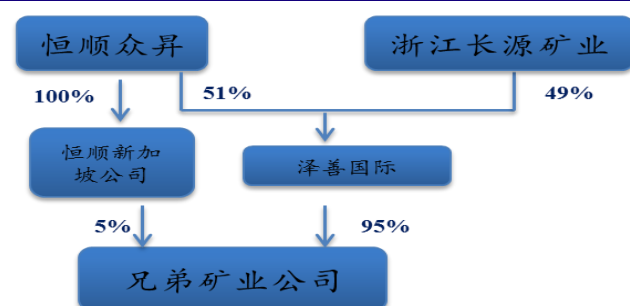 恒顺众昇
浙江长源矿业
100%
51%
49%
恒顺新加
坡公司
泽善国际
5%
95%
兄弟矿业公司